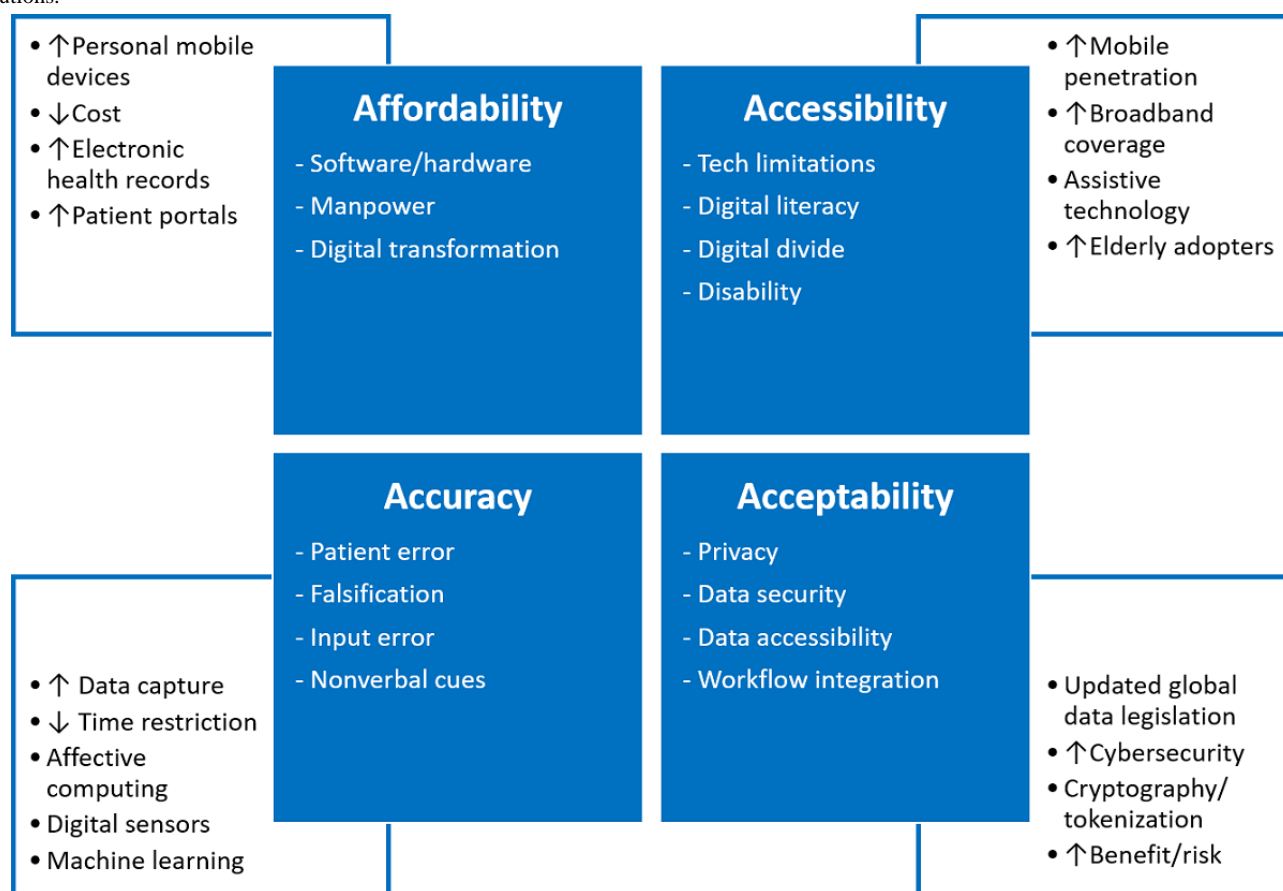 utions.
• ↑Personal mobile
devices
• ↓Cost
• ↑Electronic
health records
• ↑Patient portals
Affordability
- Software/hardware
- Manpower
- Digital transformation
Accessibility
- Tech limitations
- Digital literacy
- Digital divide
- Disability
• ↑Mobile
penetration
• ↑Broadband
coverage
• Assistive
technology
• ↑Elderly adopters
• ↑ Data capture
• ↓ Time restriction
• Affective
computing
• Digital sensors
• Machine learning
Accuracy
- Patient error
- Falsification
- Input error
- Nonverbal cues
Acceptability
- Privacy
- Data security
- Data accessibility
- Workflow integration
• Updated global
data legislation
• ↑Cybersecurity
• Cryptography/
tokenization
• ↑Benefit/risk